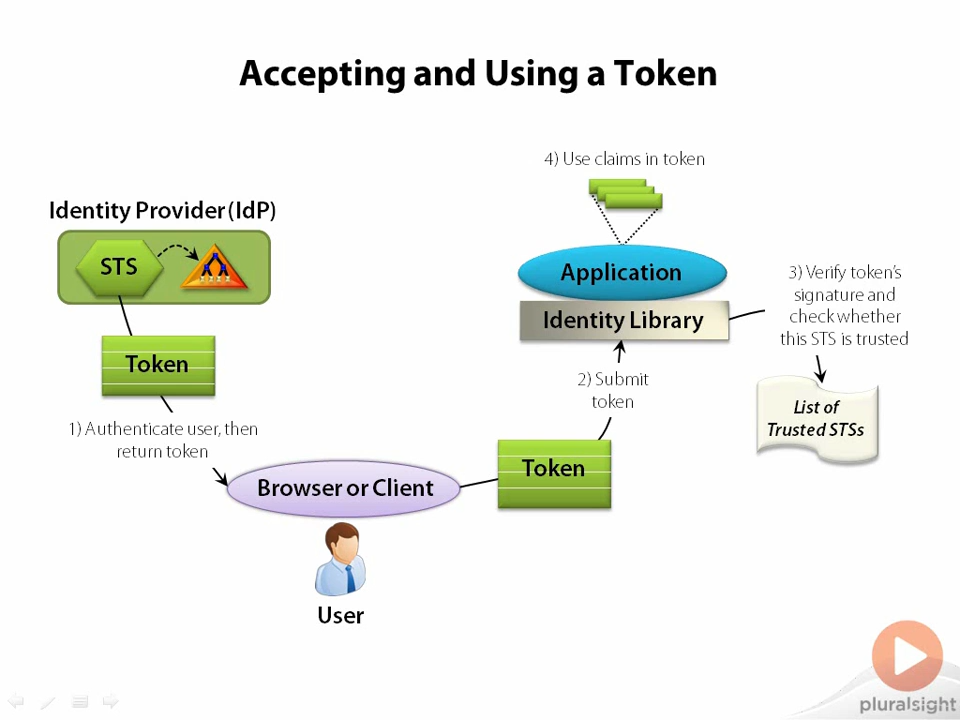 Accepting and Using a Token
4) Use claims in token
Identity Provider (IdP)
STS
Application
Identity Library
3) Verify token's
signature and
check whether
this STS is trusted
Token
2) Submit
token
List of
Trusted STSs
1) Authenticate user, then
return token
Browser or Client
Token
User
pluralsight